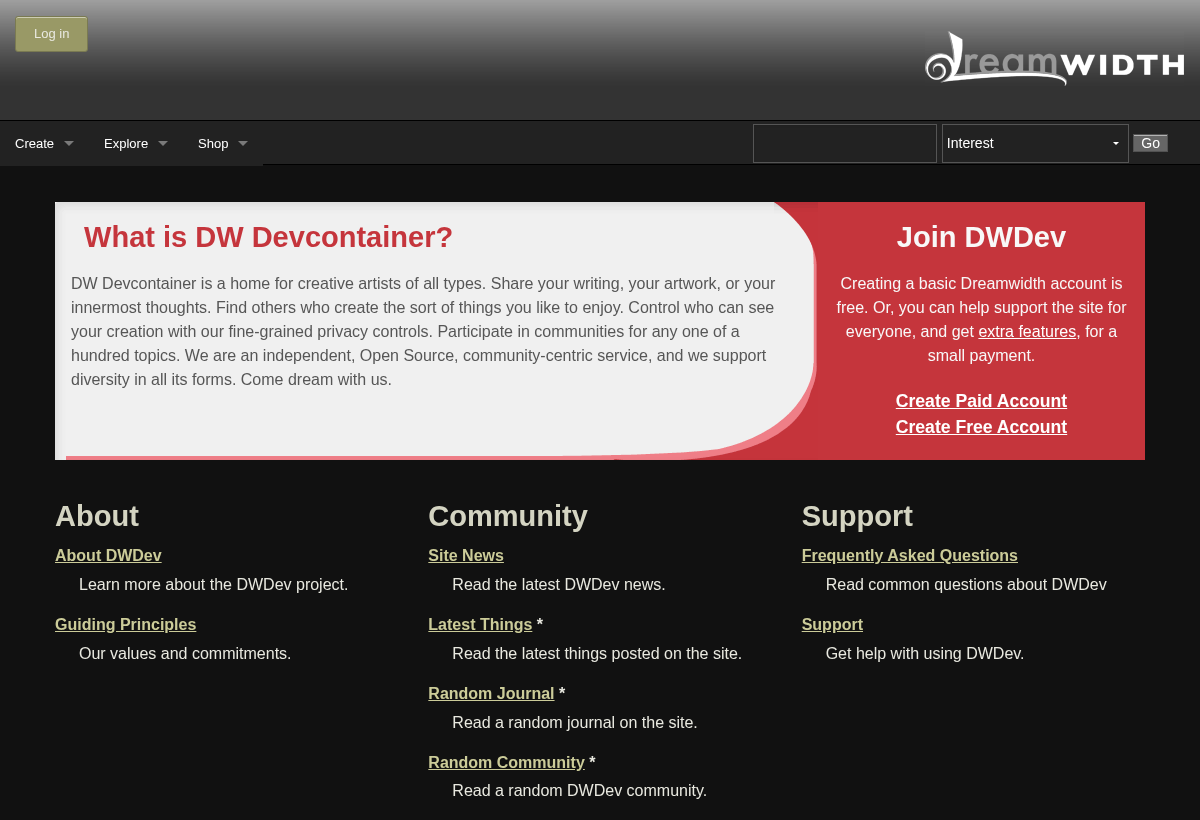 Log in
dreamWIDTH
Create Explore Shop Interest Go
What is DW Devcontainer?
DW Devcontainer is a home for creative artists of all types. Share your writing, your artwork, or your
innermost thoughts. Find others who create the sort of things you like to enjoy. Control who can see
your creation with our fine-grained privacy controls. Participate in communities for any one of a
hundred topics. We are an independent, Open Source, community-centric service, and we support
diversity in all its forms. Come dream with us.
Join DWDev
Creating a basic Dreamwidth account is
free. Or, you can help support the site for
everyone, and get extra features, for a
small payment.
Create Paid Account
Create Free Account
About
About DWDev
Learn more about the DWDev project.
Guiding Principles
Our values and commitments.
Community
Site News
Read the latest DWDev news.
Latest Things *
Read the latest things posted on the site.
Random Journal *
Read a random journal on the site.
Random Community *
Read a random DWDev community.
Support
Frequently Asked Questions
Read common questions about DWDev
Support
Get help with using DWDev.